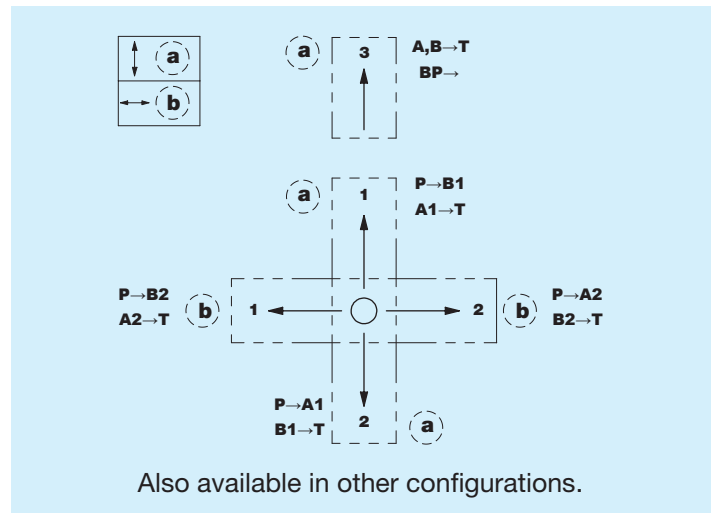 a
b
a
3
A,B→T
BP→
a
1
P→B1
A1→T
P→B2
A2→T
b
1
2
b
P→A2
B2→T
P→A1
B1→T
2
a
Also available in other configurations.